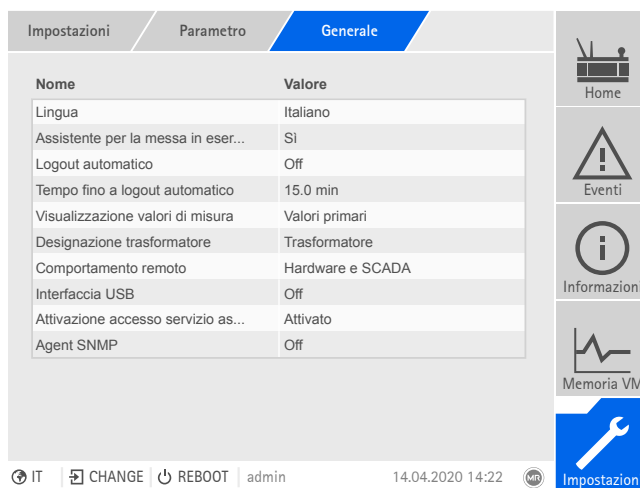 Impostazioni Parametro Generale
Nome Valore
Lingua Italiano
Assistente per la messa in eser... Sì
Logout automatico Off
Tempo fino a logout automatico 15.0 min
Visualizzazione valori di misura Valori primari
Designazione trasformatore Trasformatore
Comportamento remoto Hardware e SCADA
Interfaccia USB Off
Attivazione accesso servizio as... Attivato
Agent SNMP Off
Home
Eventi
Informazioni
Memoria VM
Impostazion
IT CHANGE REBOOT admin 14.04.2020 14:22 MR